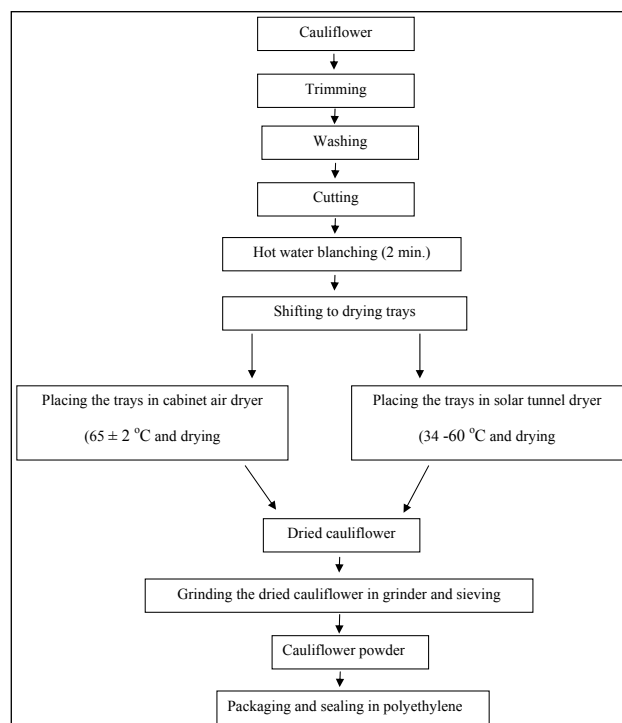 Cauliflower
Trimming
Washing
Cutting
Hot water blanching (2 min.)
Shifting to drying trays
Placing the trays in cabinet air dryer
(65 ± 2 °C and drying
Placing the trays in solar tunnel dryer
(34 -60 °C and drying
Dried cauliflower
Grinding the dried cauliflower in grinder and sieving
Cauliflower powder
Packaging and sealing in polyethylene